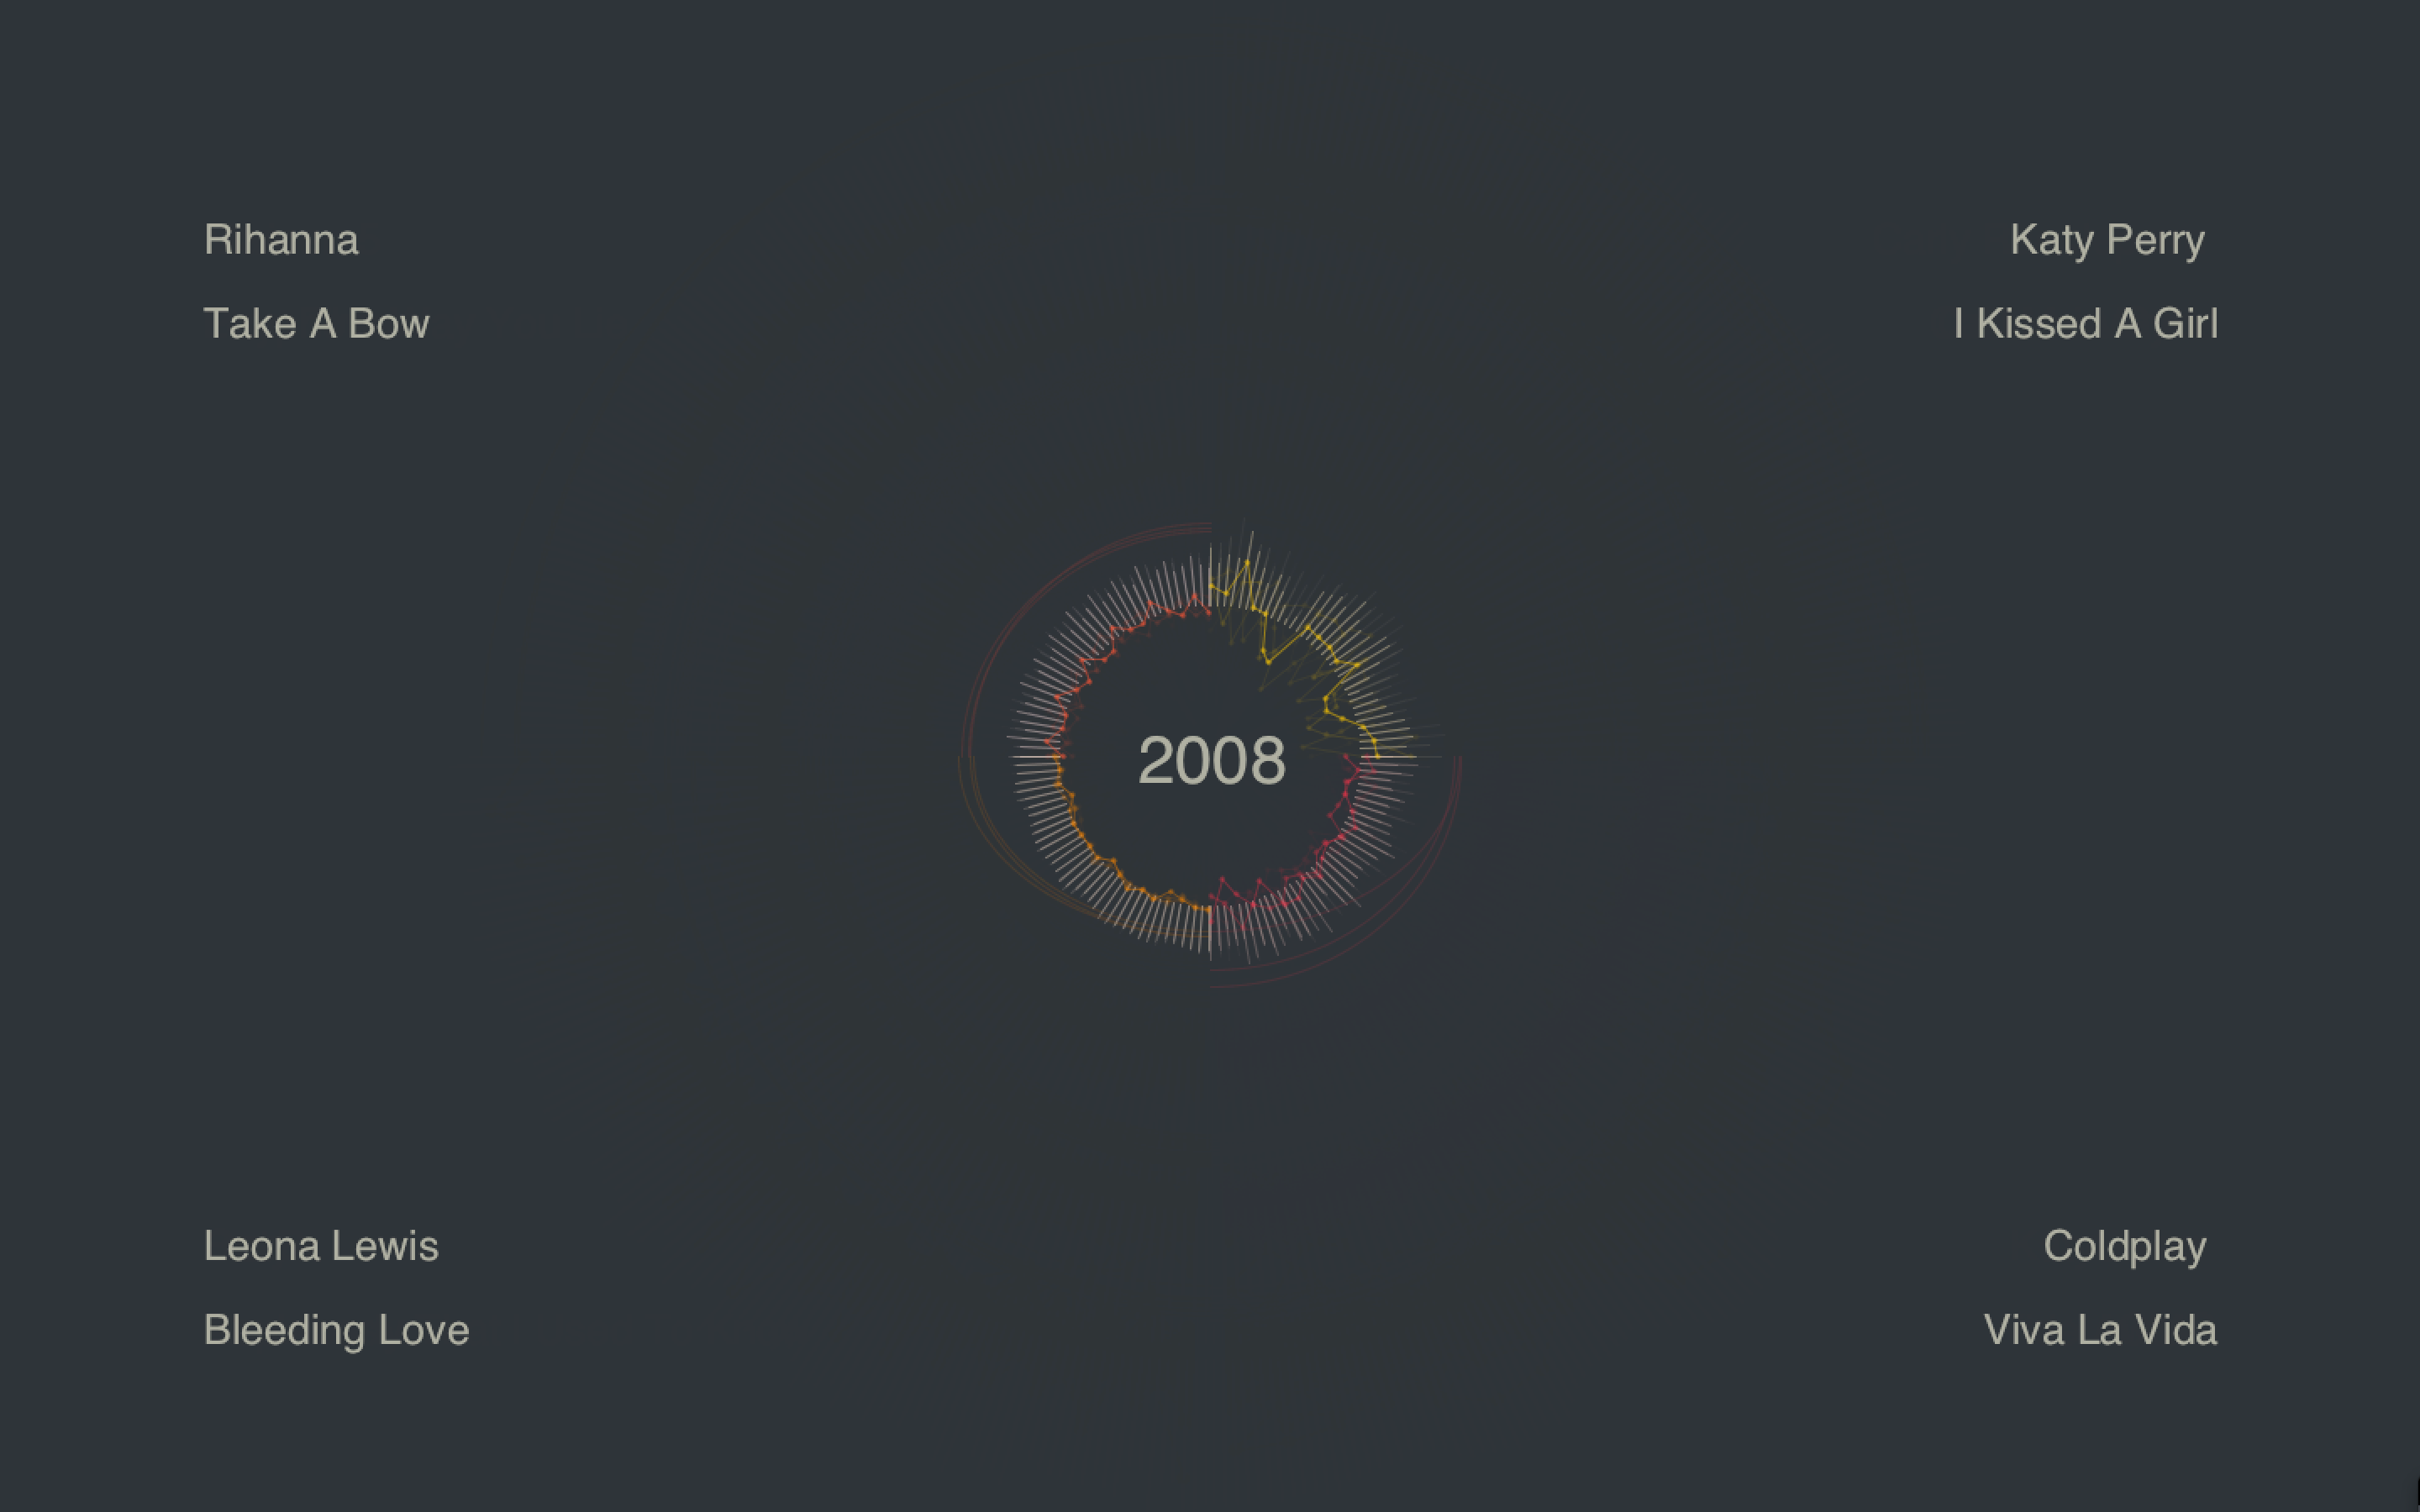 Rihanna
Take A Bow
Katy Perry
I Kissed A Girl
2008
Leona Lewis
Bleeding Love
Coldplay
Viva La Vida